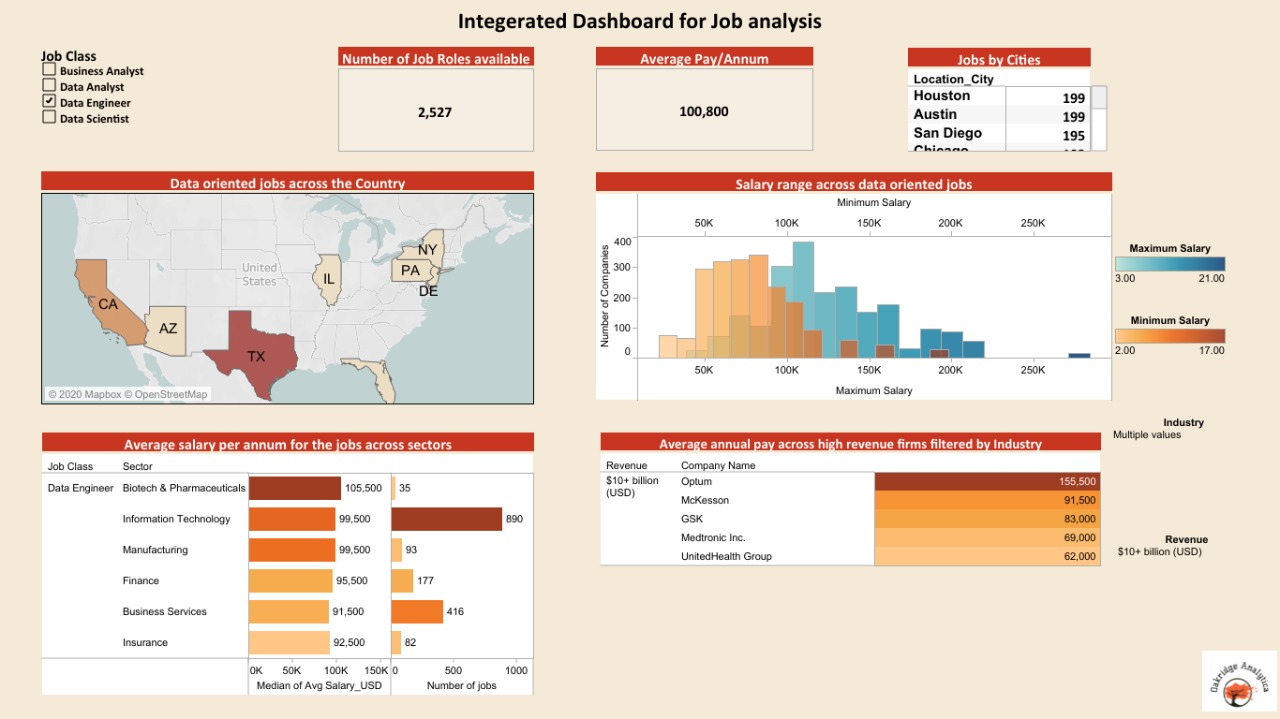 Integerated Dashboard for Job analysis
Job Class
Business Analyst
Data Analyst
Data Engineer
Data Scientist
Number of Job Roles available
2,527
Average Pay/Annum
100,800
Jobs by Cities
Location_City
Houston 199
Austin 199
San Diego 195
Chicago
Data oriented jobs across the Country
United
States
CA
AZ
TX
IL
NY
PA
DE
© 2020 Mapbox © OpenStreetMap
Salary range across data oriented jobs
Minimum Salary
50K 100K 150K 200K 250K
Number of Companies
400
300
200
100
0
50K 100K 150K 200K 250K
Maximum Salary
Maximum Salary
3.00 21.00
Minimum Salary
2.00 17.00
Average salary per annum for the jobs across sectors
Job Class Sector
Data Engineer Biotech & Pharmaceuticals 105,500 35
Information Technology 99,500 890
Manufacturing 99,500 93
Finance 95,500 177
Business Services 91,500 416
Insurance 92,500 82
0K 50K 100K 150K 0 500 1000
Median of Avg Salary_USD Number of jobs
Average annual pay across high revenue firms filtered by Industry
Revenue Company Name
$10+ billion Optum 155,500
(USD)
McKesson 91,500
GSK 83,000
Medtronic Inc. 69,000
UnitedHealth Group 62,000
Industry
Multiple values
Revenue
$10+ billion (USD)
Oakridge Analytica